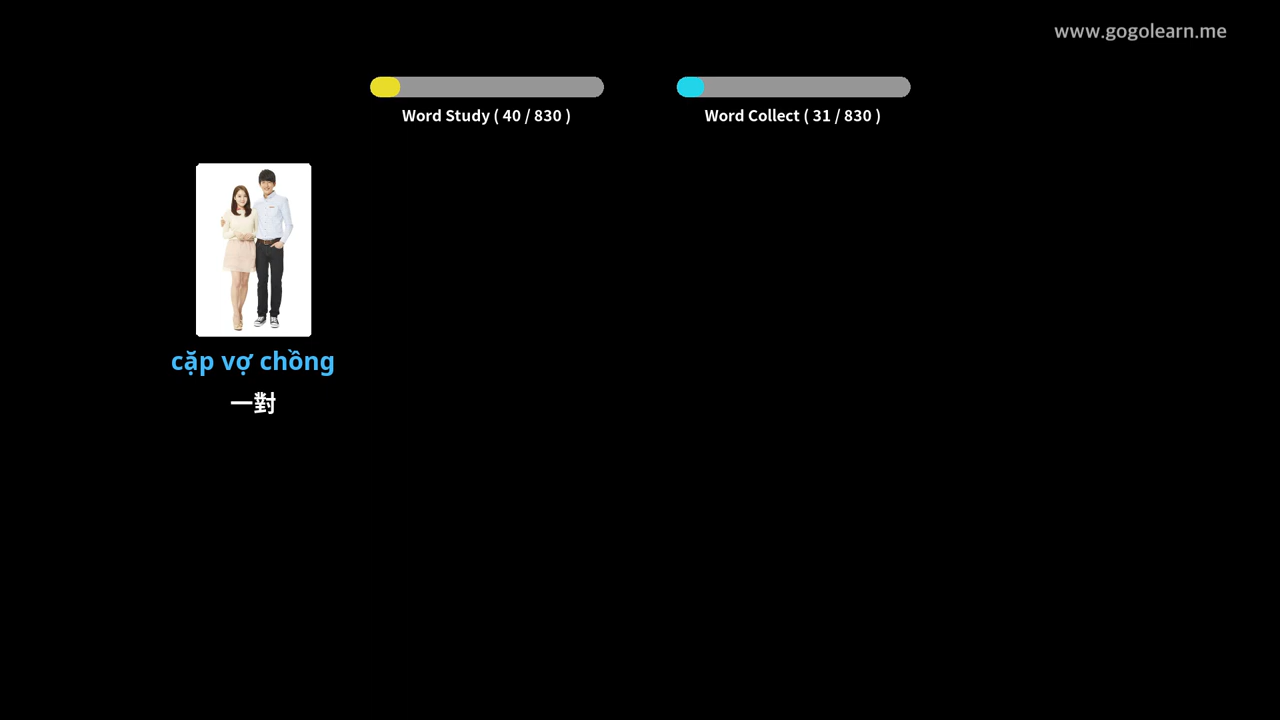 www.gogolearn.me
Word Study ( 40 / 830 )
Word Collect ( 31 / 830 )
cặp vợ chồng
一對